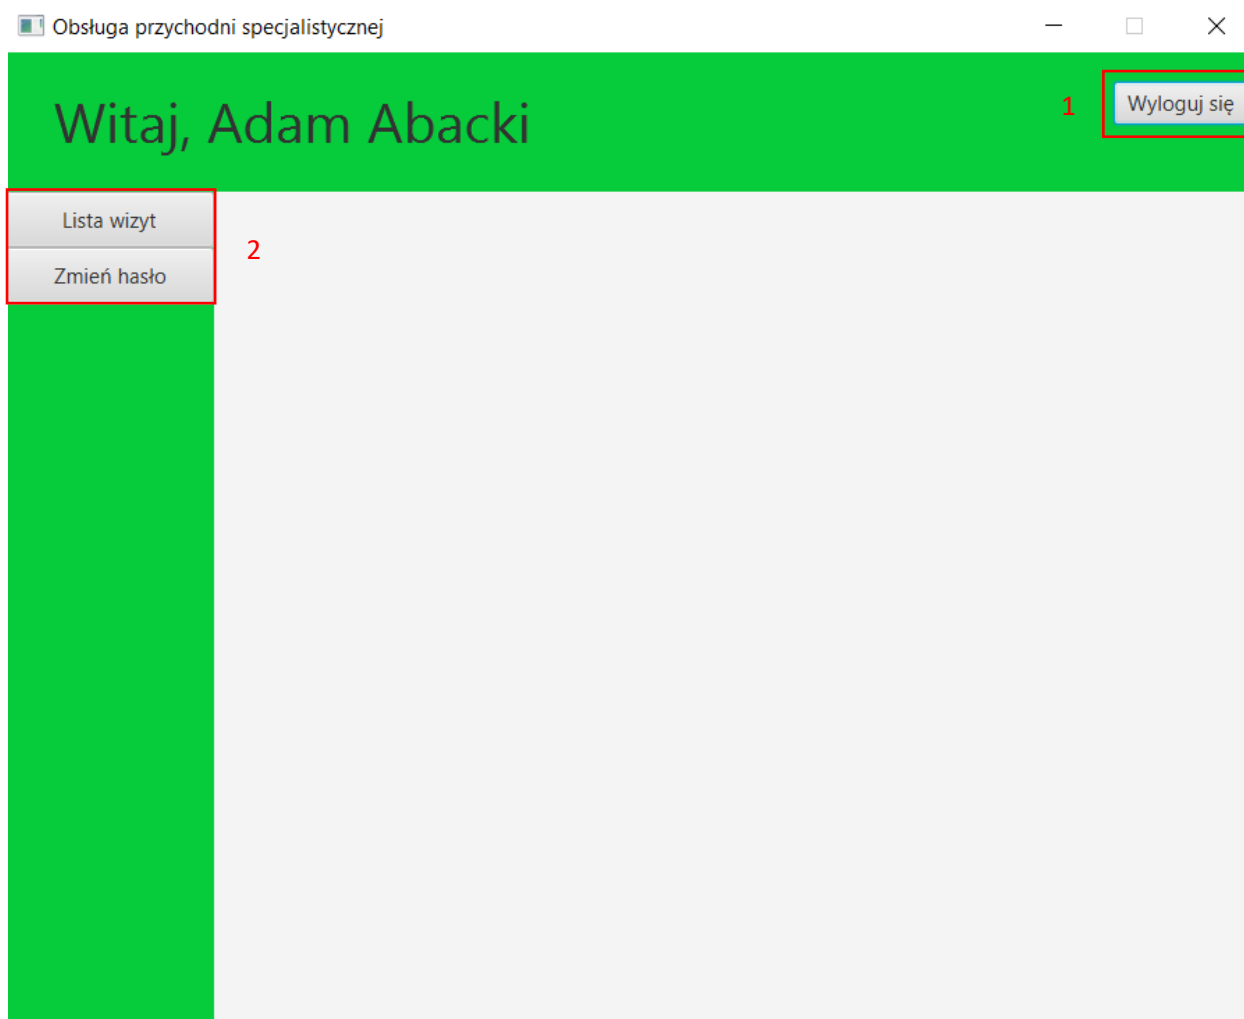 Obsługa przychodni specjalistycznej
Witaj, Adam Abacki
1
Wyloguj się
Lista wizyt
2
Zmień hasło